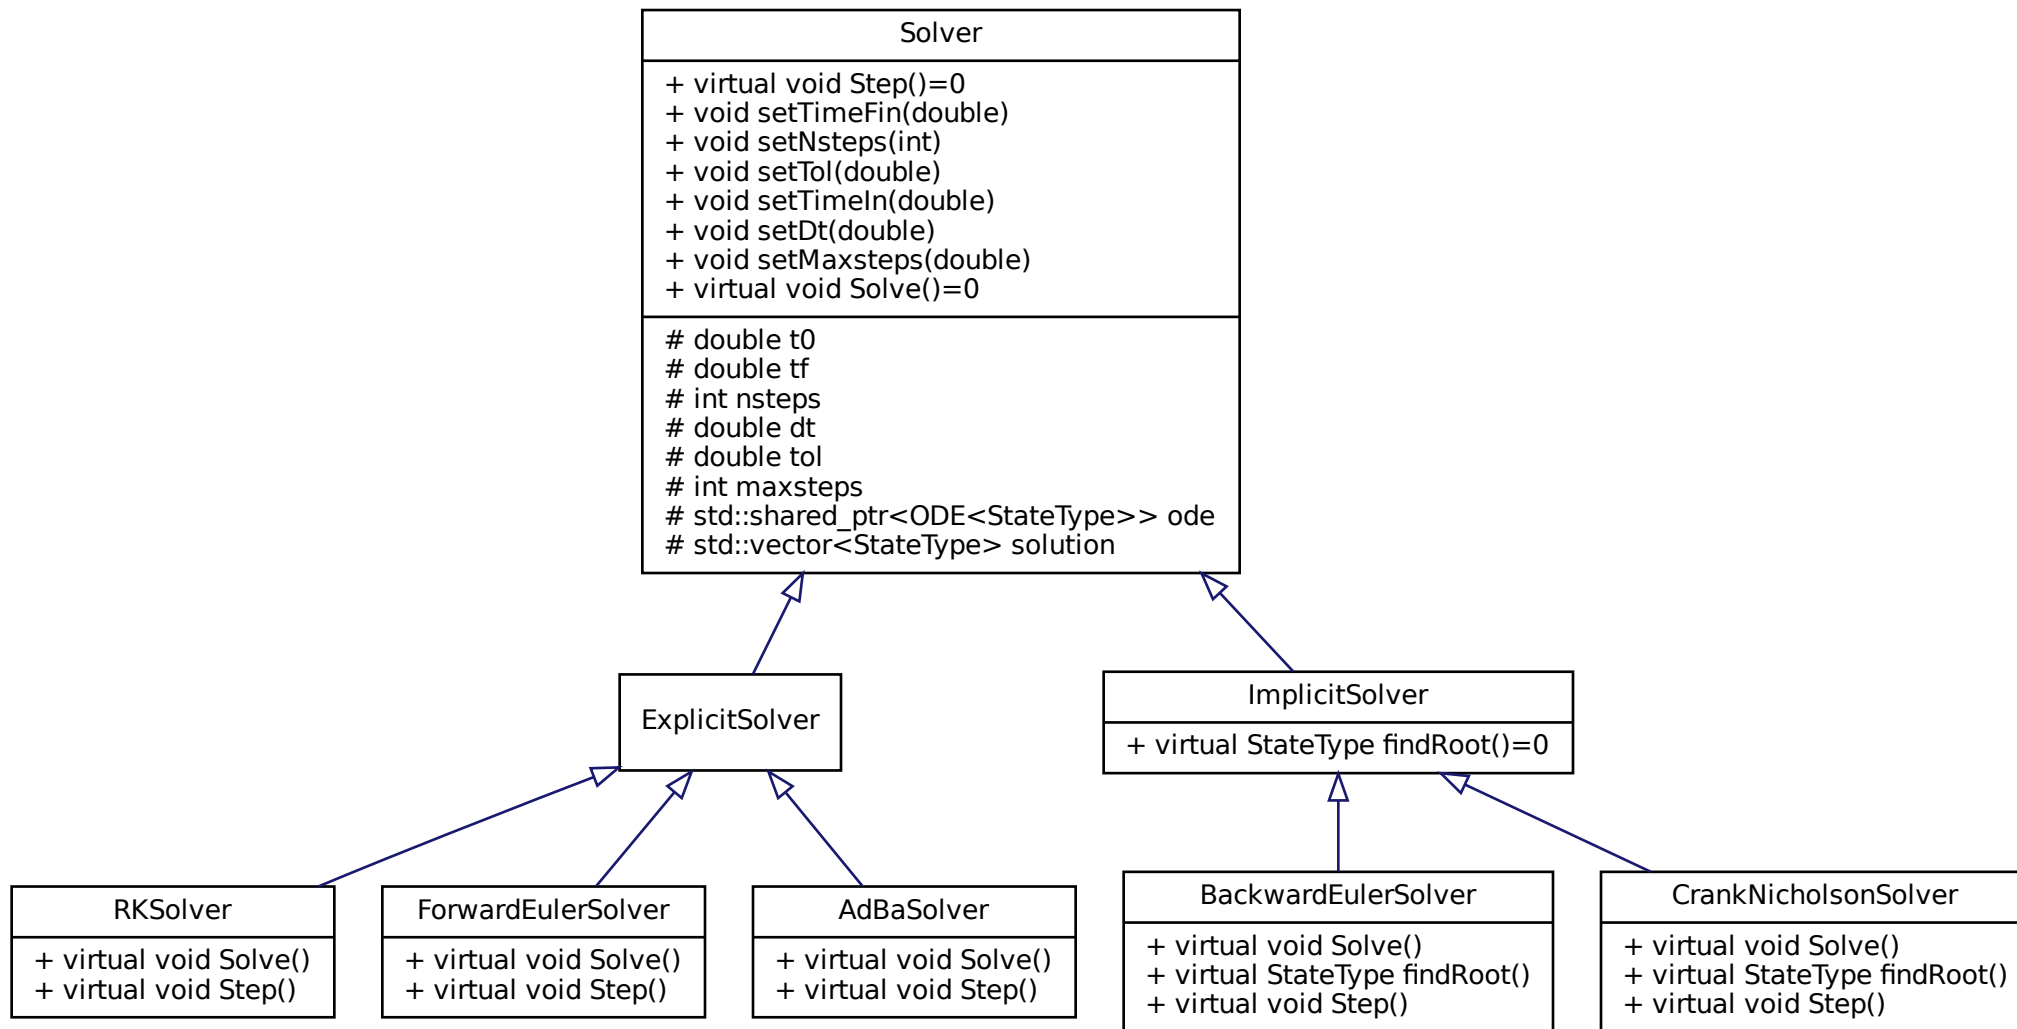 Solver
+ virtual void Step()=0
+ void setTimeFin(double)
+ void setNsteps(int)
+ void setTol(double)
+ void setTimeIn(double)
+ void setDt(double)
+ void setMaxsteps(double)
+ virtual void Solve()=0
# double t0
# double tf
# int nsteps
# double dt
# double tol
# int maxsteps
# std::shared_ptr<ODE<StateType>> ode
# std::vector<StateType> solution
ExplicitSolver
ImplicitSolver
+ virtual StateType findRoot()=0
RKSolver
+ virtual void Solve()
+ virtual void Step()
ForwardEulerSolver
+ virtual void Solve()
+ virtual void Step()
AdBaSolver
+ virtual void Solve()
+ virtual void Step()
BackwardEulerSolver
+ virtual void Solve()
+ virtual StateType findRoot()
+ virtual void Step()
CrankNicholsonSolver
+ virtual void Solve()
+ virtual StateType findRoot()
+ virtual void Step()